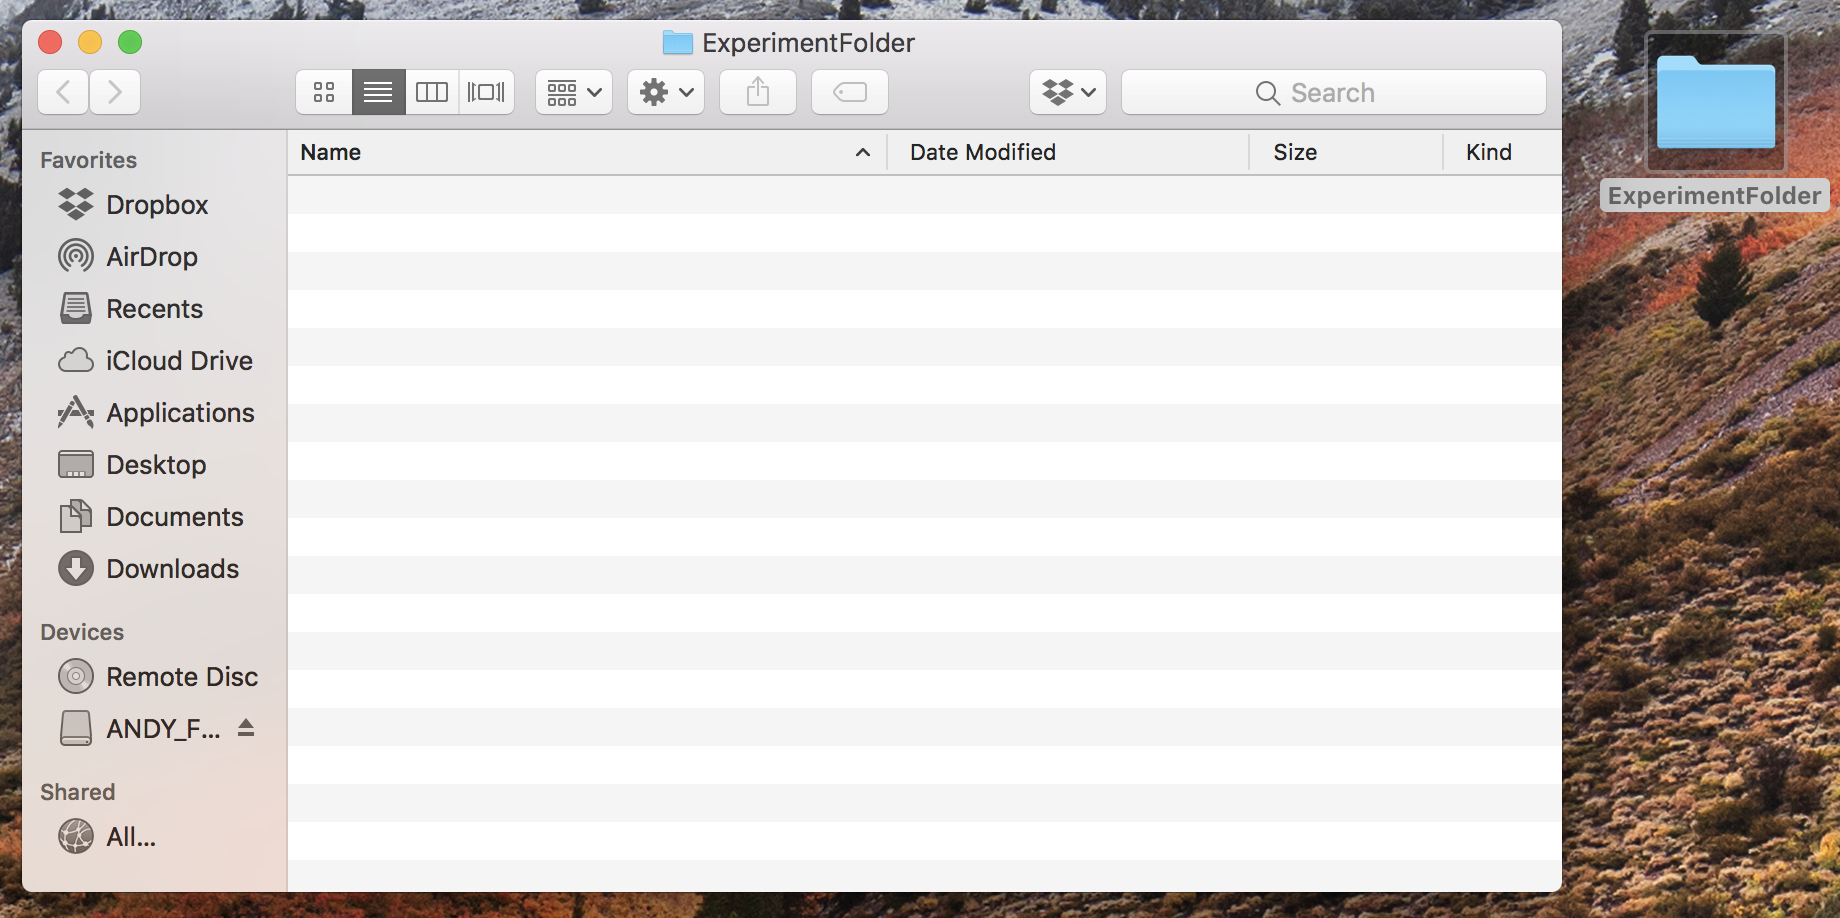 ExperimentFolder
Search
Name
Date Modified
Size
Kind
Favorites
Dropbox
AirDrop
Recents
iCloud Drive
Applications
Desktop
Documents
Downloads
Devices
Remote Disc
ANDY_F...
Shared
All...
ExperimentFolder